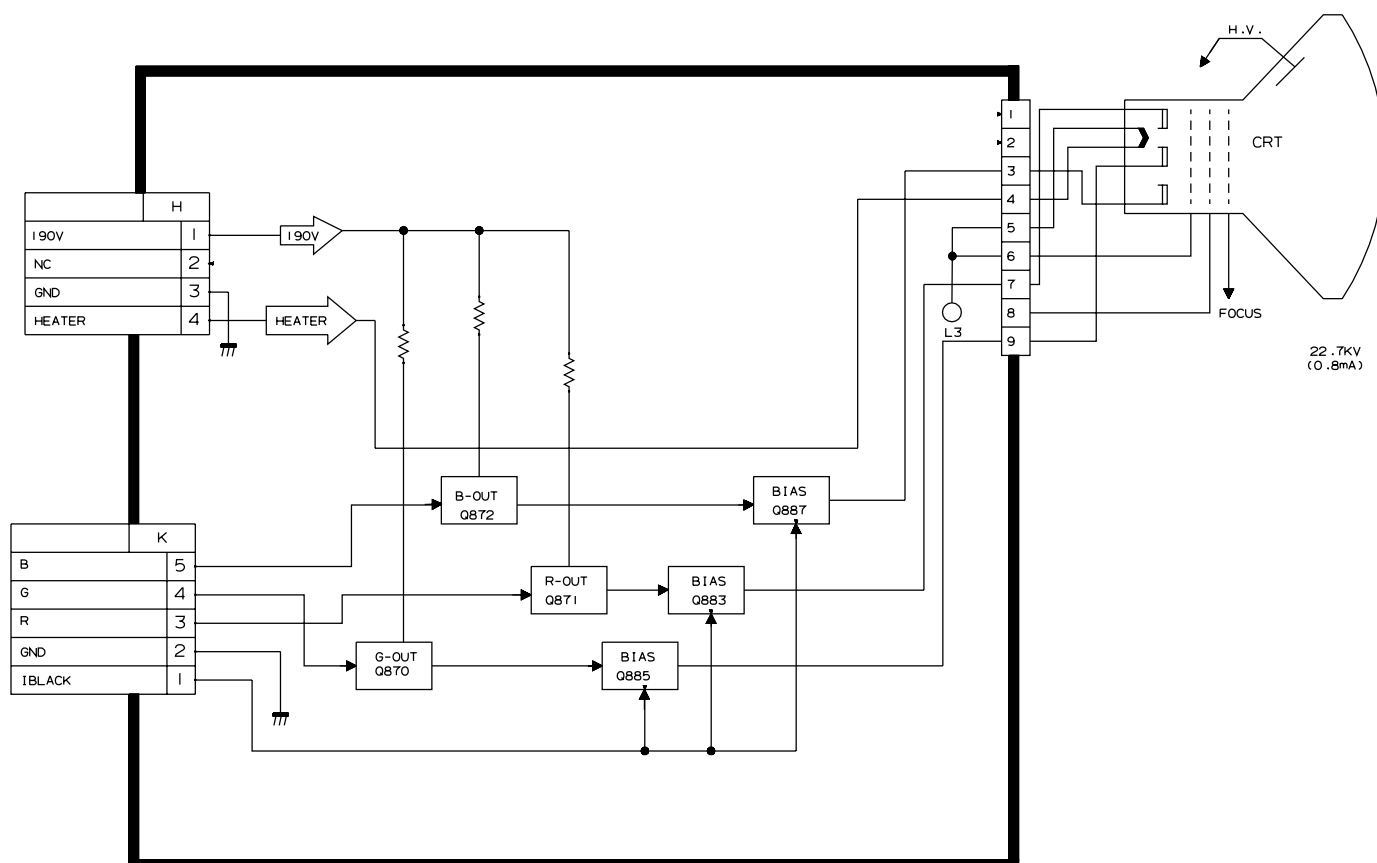 H.V.
CRT
FOCUS
22.7KV
(0.8mA)
1
2
3
4
5
6
7
8
9
L3
H
190V 1
NC 2
GND 3
HEATER 4
190V
HEATER
B-OUT
Q872
BIAS
Q887
R-OUT
Q871
BIAS
Q883
G-OUT
Q870
BIAS
Q885
K
B 5
G 4
R 3
GND 2
IBLACK 1